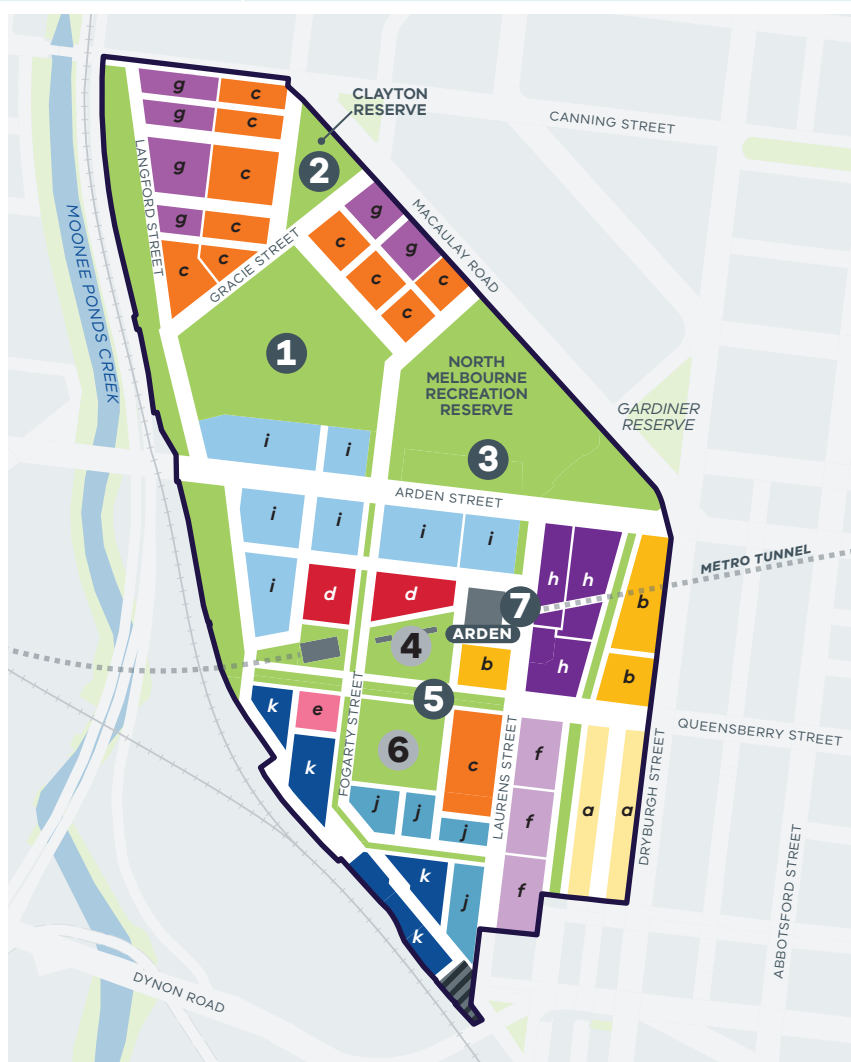 g
c
CLAYTON
RESERVE
g
c
CANNING STREET
LANGFORD STREET
g
c
2
g
c
g
MACAULAY ROAD
MOONEE PONDS CREEK
c
c
GRACIE STREET
c
g
c
c
c
1
NORTH
MELBOURNE
RECREATION
RESERVE
GARDINER
RESERVE
i
i
3
ARDEN STREET
i
i
i
i
METRO TUNNEL
h
h
i
d
d
7
b
ARDEN
4
b
h
b
5
k
e
FOGARTY STREET
LAURENS STREET
QUEENSBERRY STREET
6
c
f
k
DRYBURGH STREET
j
j
j
f
a
a
k
j
f
ABBOTSFORD STREET
k
DYNON ROAD